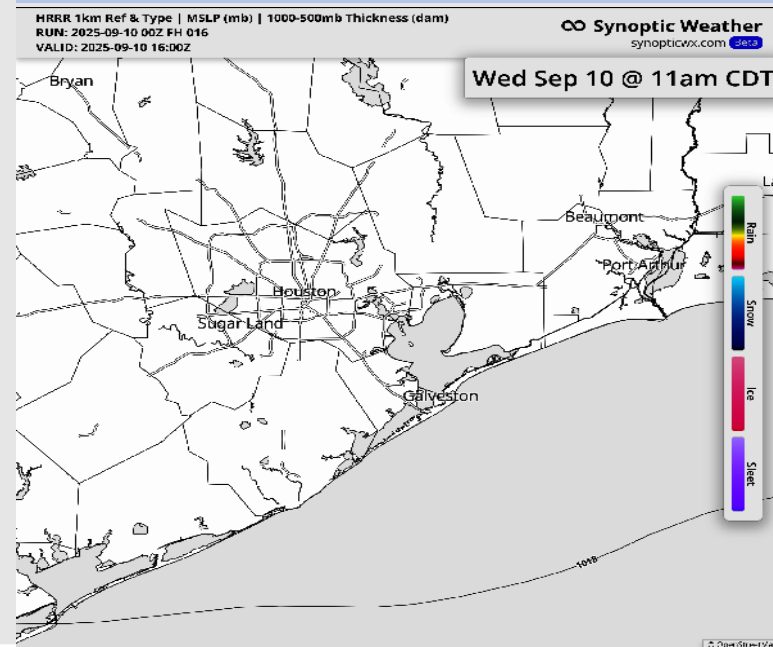 HRRR 1km Ref & Type | MSLP (mb) | 1000-500mb Thickness (dam)
RUN: 2025-09-10 00Z FH 016
VALID: 2025-09-10 16:00Z
Synoptic Weather
synopticwx.com Beta
Wed Sep 10 @ 11am CDT
Bryan
Beaumont
Port Arthur
Houston
Sugar Land
Galveston
1018
Rain
Snow
Ice
Sleet